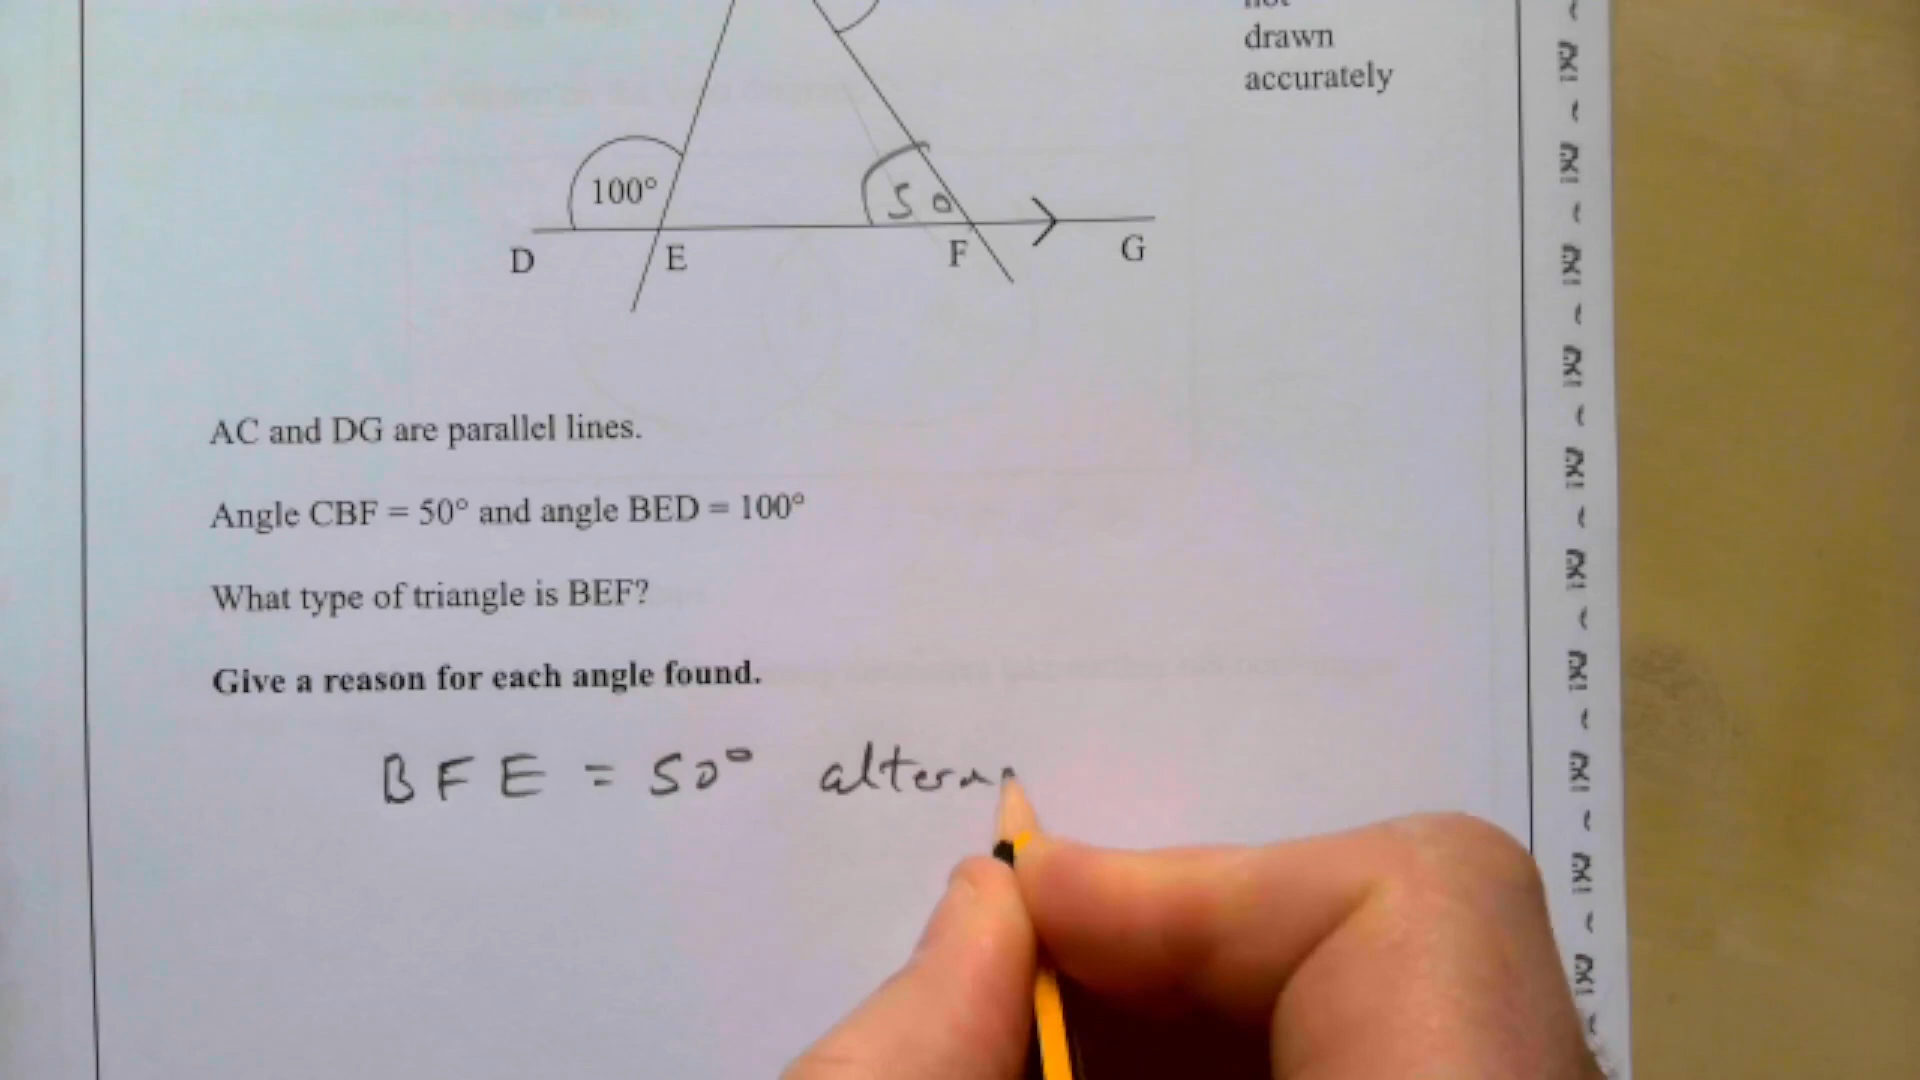 drawn
accurately
100°
50
D
E
F
G
AC and DG are parallel lines.
Angle CBF = 50° and angle BED = 100°
What type of triangle is BEF?
Give a reason for each angle found.
BFE = 50° altern